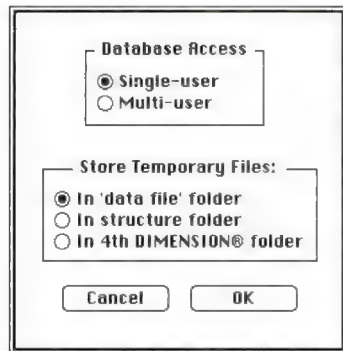 Database Access
Single-user
Multi-user
Store Temporary Files:
In 'data file' folder
In structure folder
In 4th DIMENSION® folder
Cancel
OK